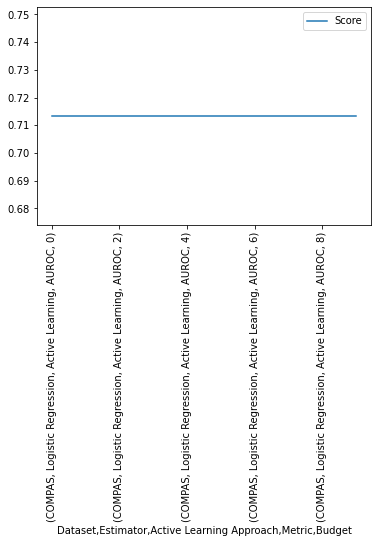 0.75
0.74
0.73
0.72
0.71
0.70
0.69
0.68
Score
(COMPAS, Logistic Regression, Active Learning, AUROC, 0)
(COMPAS, Logistic Regression, Active Learning, AUROC, 2)
(COMPAS, Logistic Regression, Active Learning, AUROC, 4)
(COMPAS, Logistic Regression, Active Learning, AUROC, 6)
(COMPAS, Logistic Regression, Active Learning, AUROC, 8)
Dataset,Estimator,Active Learning Approach,Metric,Budget